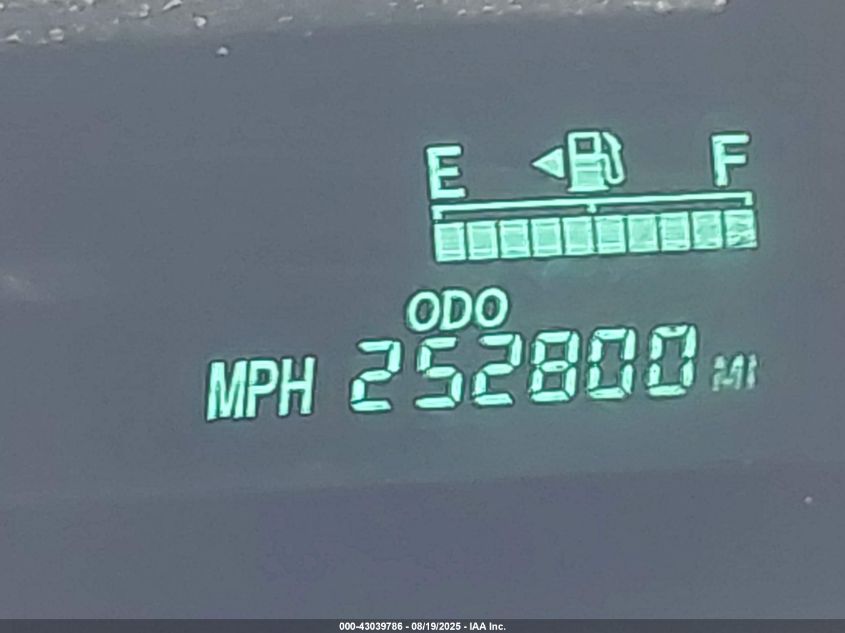 E F
ODO
MPH 252800 MI
000-43039786 - 08/19/2025 - IAA Inc.